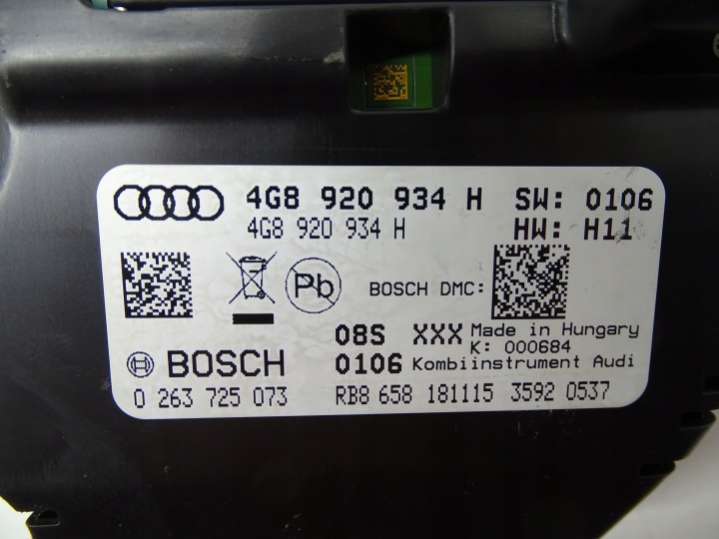 4G8 920 934 H SW: 0106
4G8 920 934 H HW: H11
Pb
BOSCH DMC:
08S XXX Made in Hungary
K: 000684
BOSCH 0106 Kombiinstrument Audi
0 263 725 073 RB8 658 181115 3592 0537